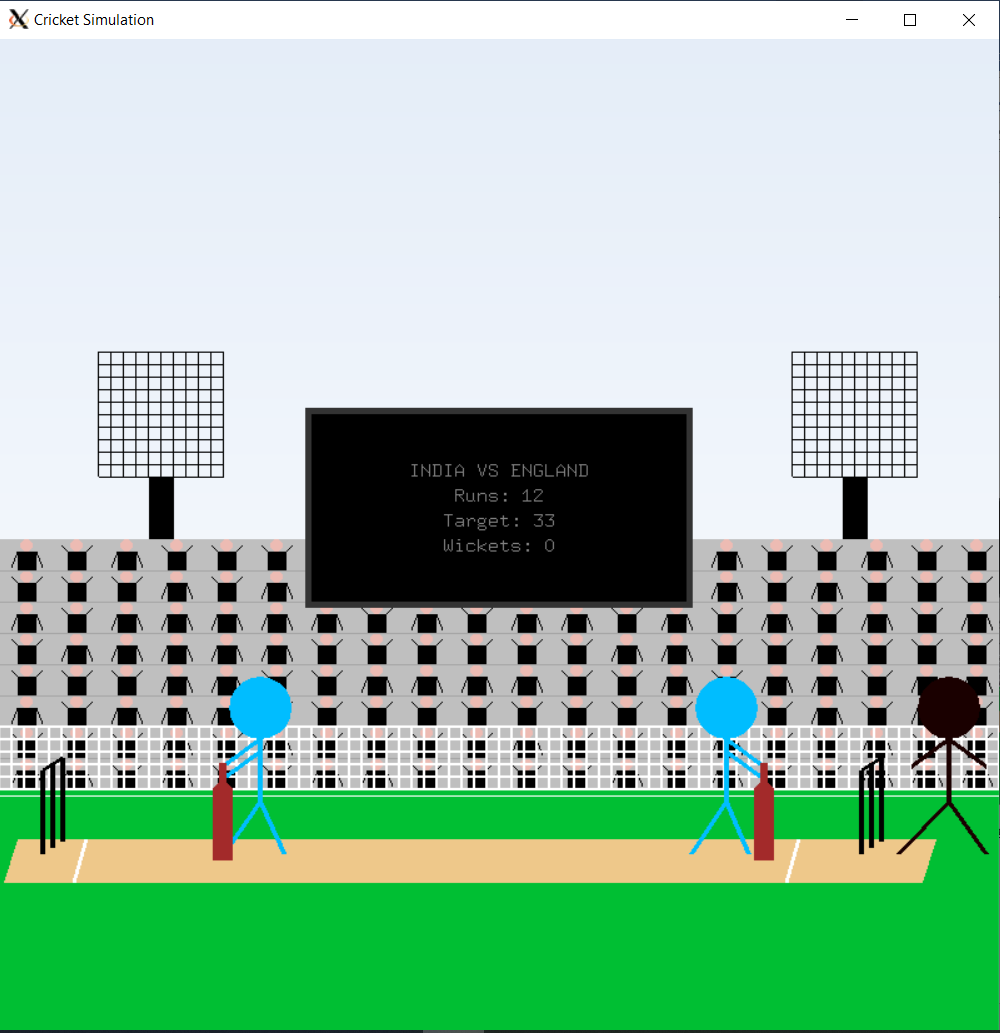 Cricket Simulation
INDIA VS ENGLAND
Runs: 12
Target: 33
Wickets: 0